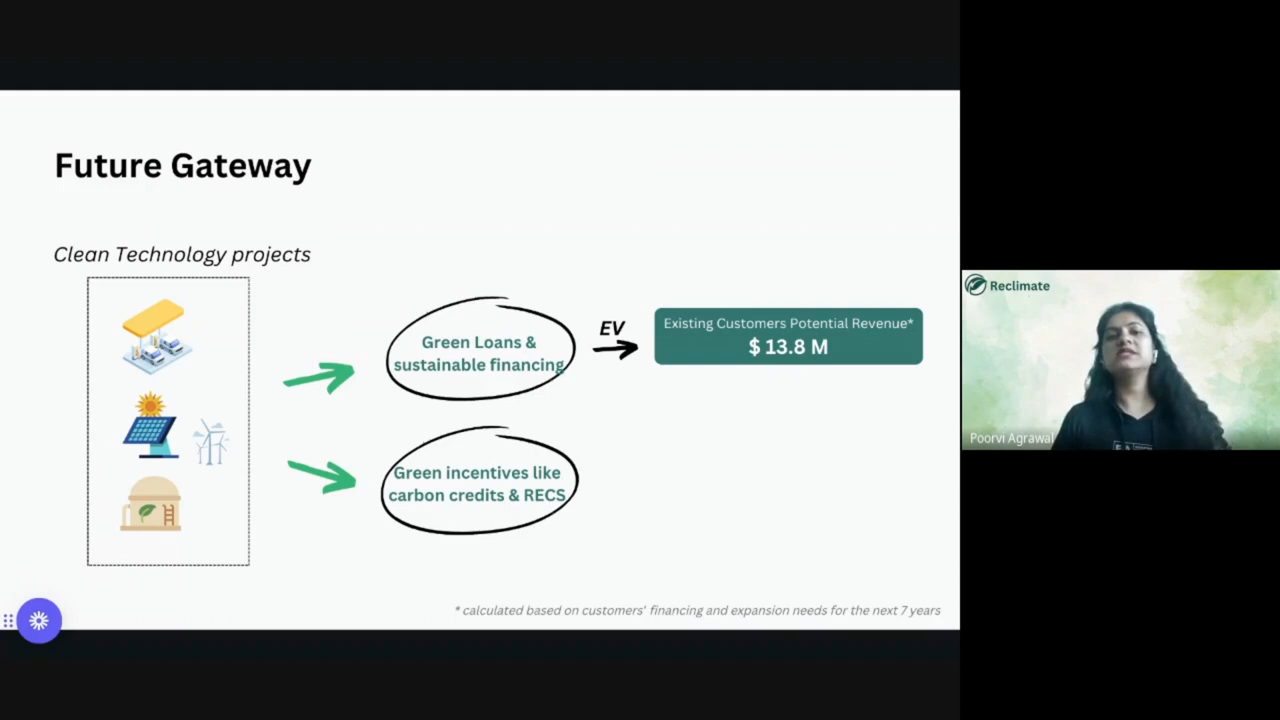 Future Gateway
Clean Technology projects
Green Loans &
sustainable financing
EV
Existing Customers Potential Revenue*
$ 13.8 M
Green incentives like
carbon credits & RECS
* calculated based on customers' financing and expansion needs for the next 7 years
Reclimate
Poorvi Agrawal